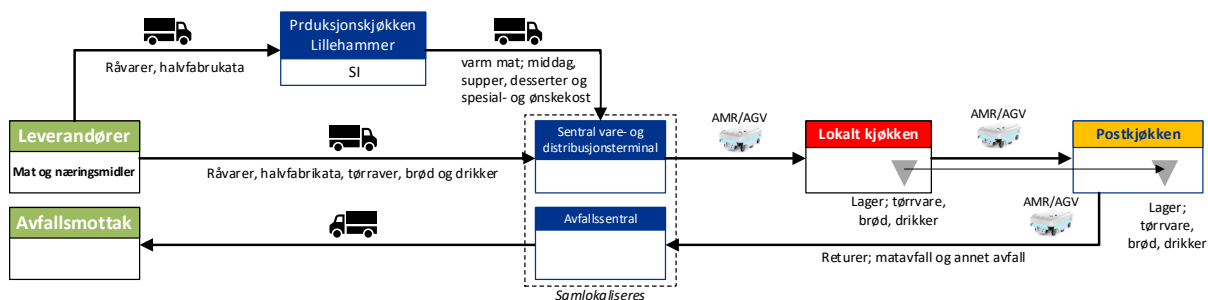 Prduksjonskjøkken
Lillehammer
SI
Råvarer, halvfabrukata
varm mat; middag,
supper, desserter og
spesial- og ønskekost
Leverandører
Mat og næringsmidler
Råvarer, halvfabrikata, tørraver, brød og drikker
Sentral vare- og
distribusjonsterminal
AMR/AGV
Lokalt kjøkken
AMR/AGV
Postkjøkken
Lager; tørrvare,
brød, drikker
Lager;
tørrvare,
brød, drikker
AMR/AGV
Avfallsmottak
Avfallssentral
Returer; matavfall og annet avfall
Samlokaliseres